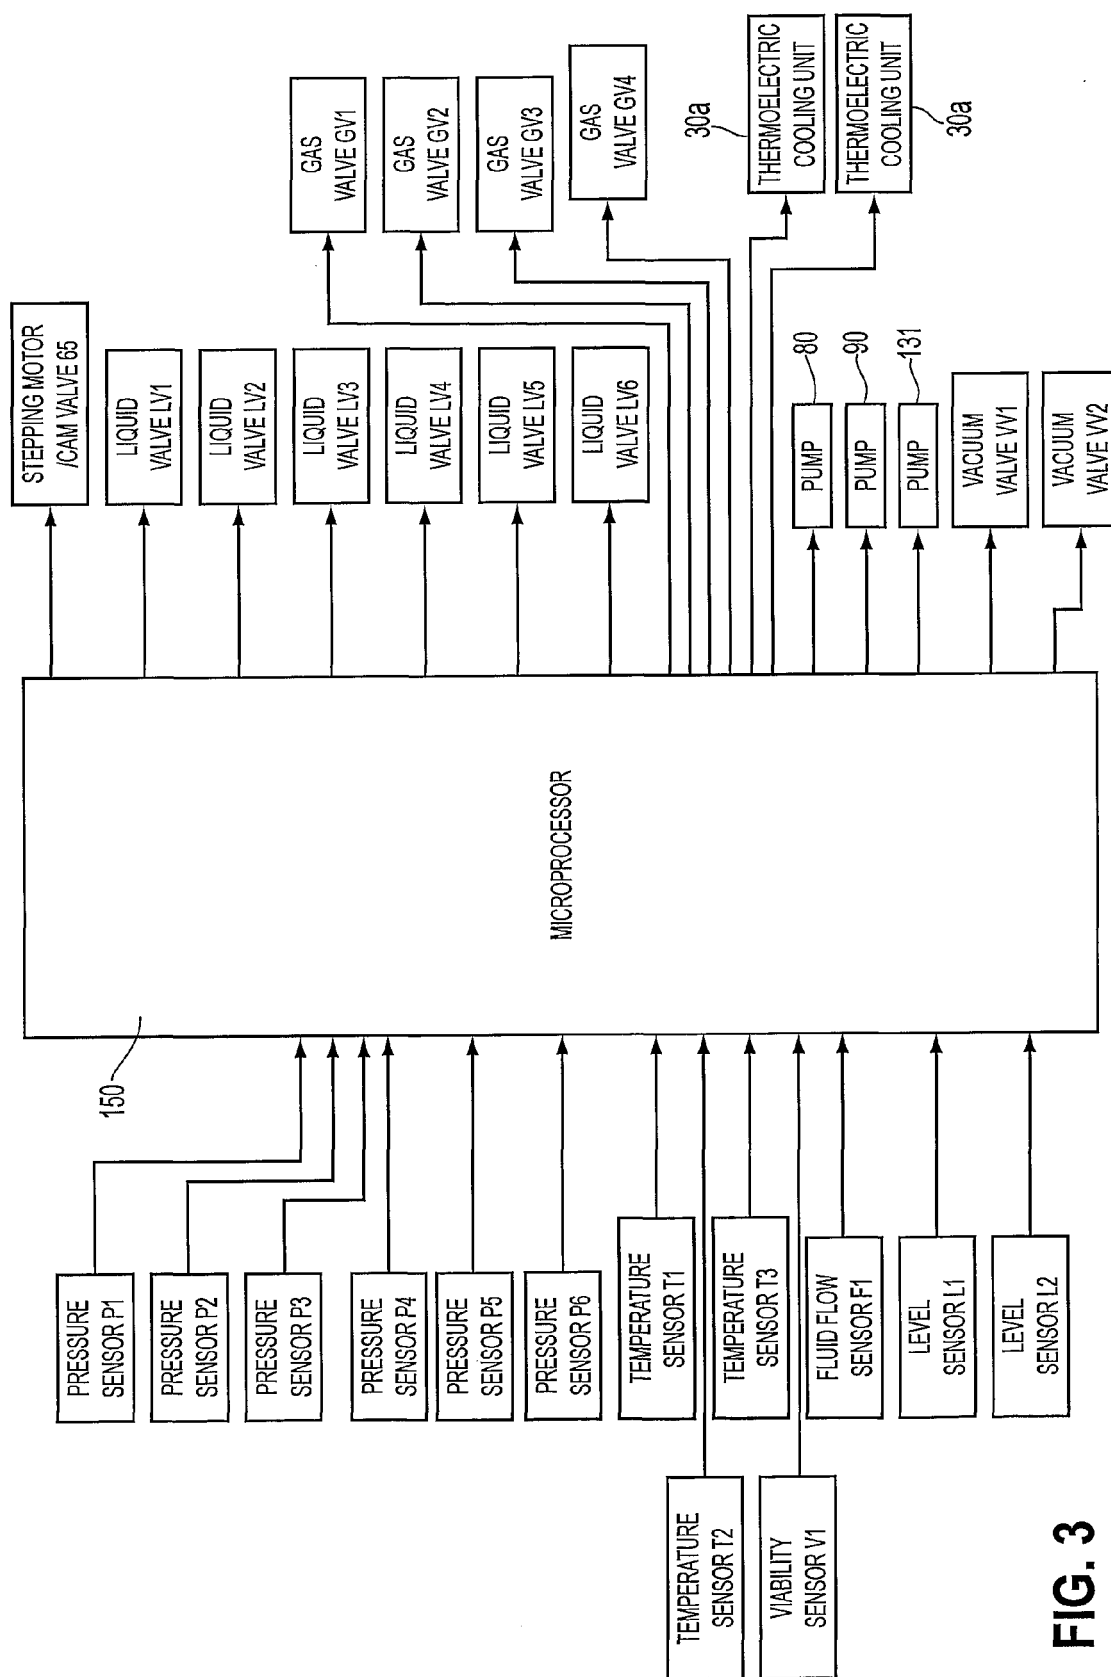 PRESSURE
SENSOR P1
PRESSURE
SENSOR P2
PRESSURE
SENSOR P3
PRESSURE
SENSOR P4
PRESSURE
SENSOR P5
PRESSURE
SENSOR P6
TEMPERATURE
SENSOR T1
TEMPERATURE
SENSOR T2
TEMPERATURE
SENSOR T3
VIABILITY
SENSOR V1
FLUID FLOW
SENSOR F1
LEVEL
SENSOR L1
LEVEL
SENSOR L2
150
MICROPROCESSOR
STEPPING MOTOR
/CAM VALVE 65
LIQUID
VALVE LV1
LIQUID
VALVE LV2
LIQUID
VALVE LV3
LIQUID
VALVE LV4
LIQUID
VALVE LV5
LIQUID
VALVE LV6
GAS
VALVE GV1
GAS
VALVE GV2
GAS
VALVE GV3
GAS
VALVE GV4
30a
THERMOELECTRIC
COOLING UNIT
THERMOELECTRIC
COOLING UNIT
30a
PUMP
80
PUMP
90
PUMP
131
VACUUM
VALVE VV1
VACUUM
VALVE VV2
FIG. 3